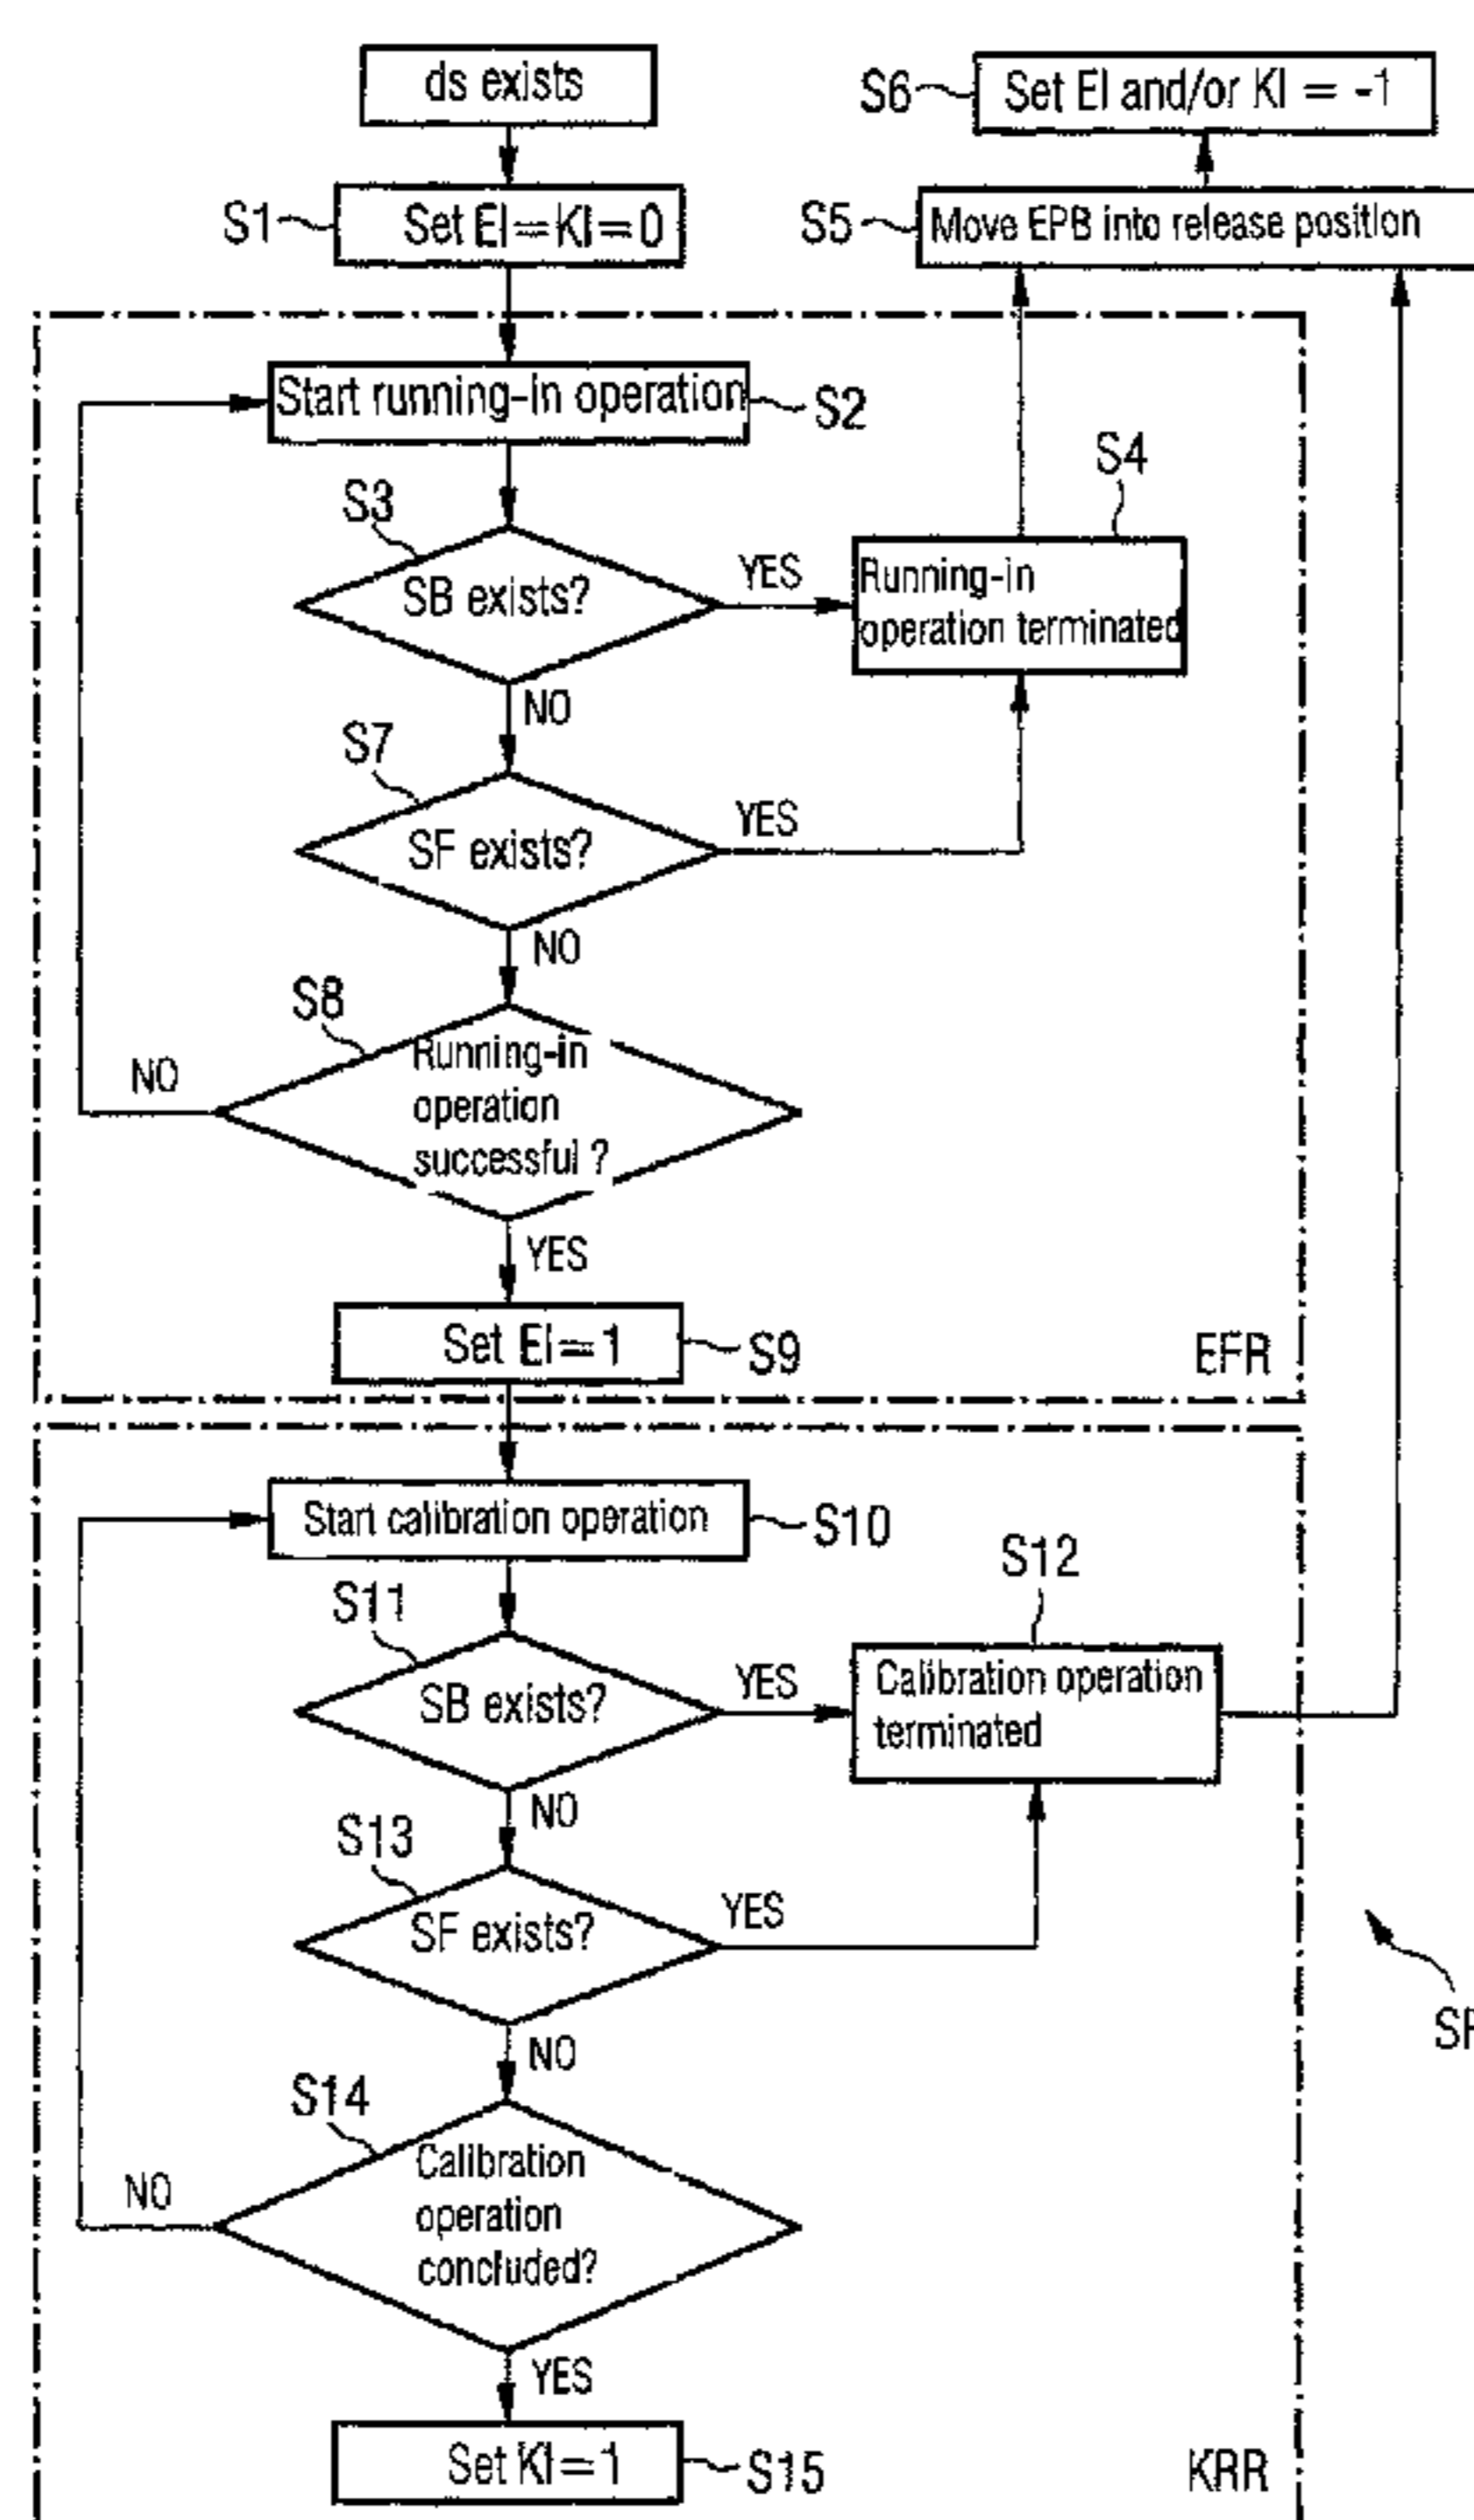 ds exists
S6
Set EI and/or KI = -1
S1
Set EI=KI=0
S5
Move EPB into release position
Start running-in operation
S2
S4
S3
SB exists?
YES
Running-in
operation terminated
NO
S7
SF exists?
YES
NO
S8
Running-in
operation
successful ?
NO
YES
Set EI=1
S9
EFR
Start calibration operation
S10
S12
S11
SB exists?
YES
Calibration operation
terminated
NO
S13
SF exists?
YES
NO
S14
Calibration
operation
concluded?
NO
YES
Set KI=1
S15
KRR